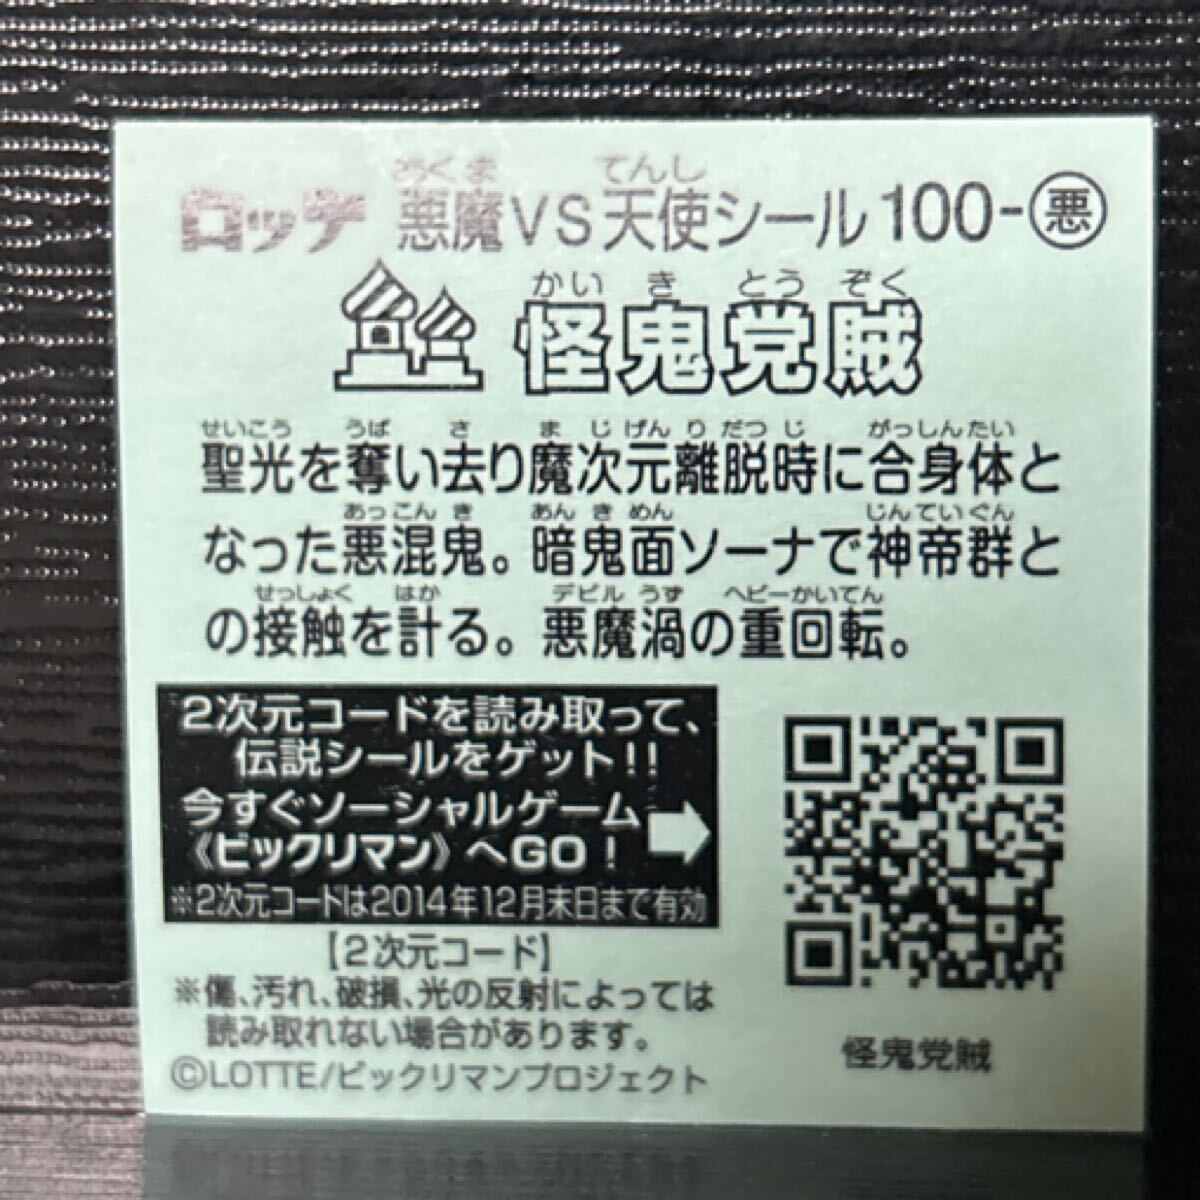 ロッテ 悪魔VS天使シール 100-悪
あくま てんし
かいきとうぞく
怪鬼党賊
せいこう うば さ まじげんりだつじ がっしんたい
聖光を奪い去り魔次元離脱時に合身体と
あっこんき あんきめん じんていぐん
なった悪混鬼。暗鬼面ソーナで神帝群と
せっしょく はか デビルうず ヘビーかいてん
の接触を計る。悪魔渦の重回転。
2次元コードを読み取って、
伝説シールをゲット!!
今すぐソーシャルゲーム
《ビックリマン》へGO!
※2次元コードは2014年12月末日まで有効
【2次元コード】
※傷、汚れ、破損、光の反射によっては
読み取れない場合があります。
©LOTTE/ビックリマンプロジェクト
怪鬼党賊